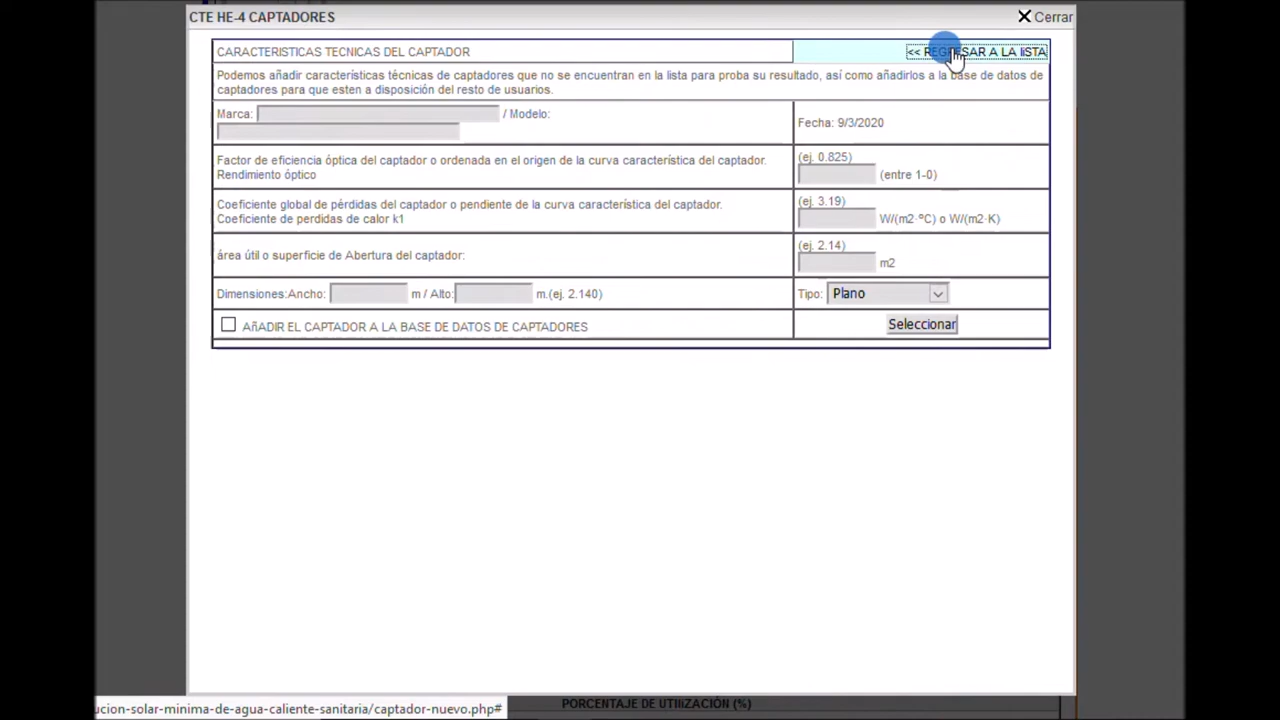 CTE HE-4 CAPTADORES
Cerrar
CARACTERISTICAS TECNICAS DEL CAPTADOR
<< REGRESAR A LA lISTA
Podemos añadir características técnicas de captadores que no se encuentran en la lista para proba su resultado, así como añadirlos a la base de datos de
captadores para que esten a disposición del resto de usuarios.
Marca: / Modelo:
Fecha: 9/3/2020
Factor de eficiencia óptica del captador o ordenada en el origen de la curva característica del captador.
Rendimiento óptico
(ej. 0.825)
(entre 1-0)
Coeficiente global de pérdidas del captador o pendiente de la curva característica del captador.
Coeficiente de perdidas de calor k1
(ej. 3.19)
W/(m2·ºC) o W/(m2·K)
área útil o superficie de Abertura del captador:
(ej. 2.14)
m2
Dimensiones:Ancho: m / Alto: m.(ej. 2.140)
Tipo: Plano
AñADIR EL CAPTADOR A LA BASE DE DATOS DE CAPTADORES
Seleccionar
ucion-solar-minima-de-agua-caliente-sanitaria/captador-nuevo.php#
PORCENTAJE DE UTIlIZACIÓN (%)